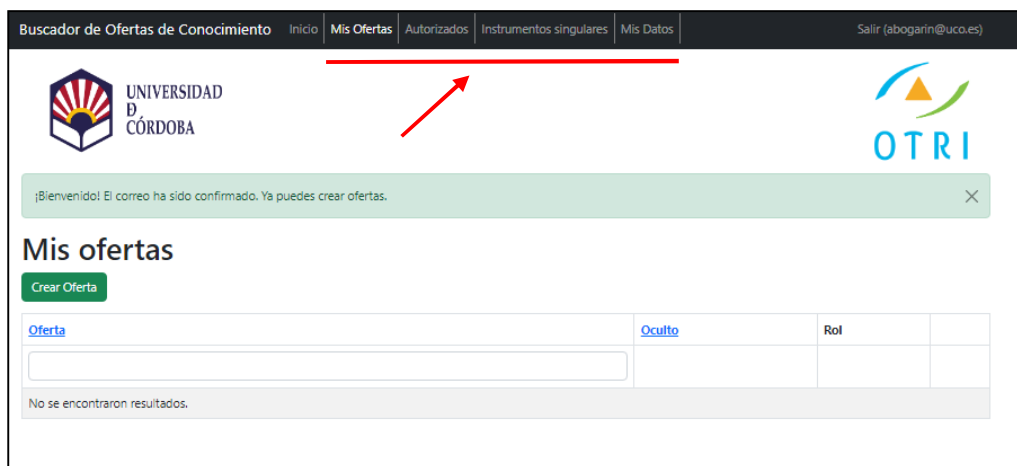 Buscador de Ofertas de Conocimiento Inicio Mis Ofertas Autorizados Instrumentos singulares Mis Datos Salir (abogarin@uco.es)
UNIVERSIDAD
Đ
CÓRDOBA
OTRI
¡Bienvenido! El correo ha sido confirmado. Ya puedes crear ofertas.
Mis ofertas
Crear Oferta
Oferta Oculto Rol
No se encontraron resultados.